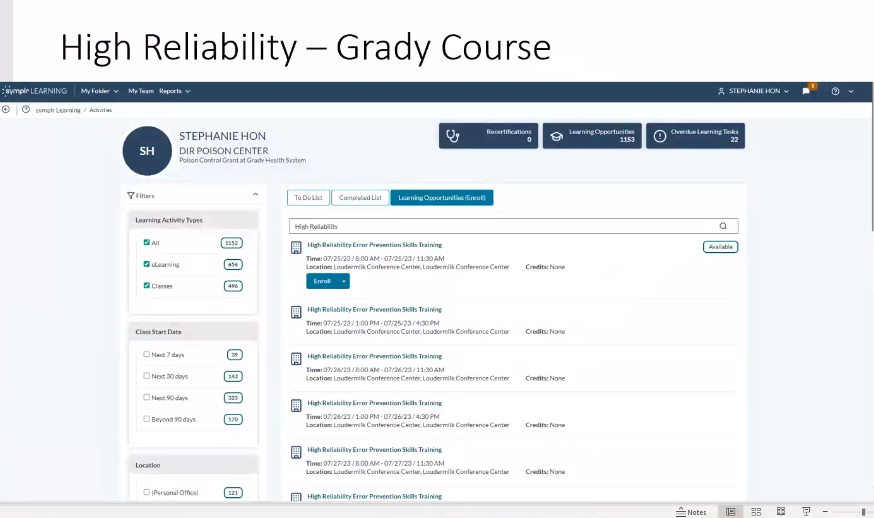 High Reliability – Grady Course
symplr LEARNING My Folder My Team Reports STEPHANIE HON
symplr Learning / Activities
SH
STEPHANIE HON
DIR POISON CENTER
Poison Control Grant at Grady Health System
Recertifications
0
Learning Opportunities
1153
Overdue Learning Tasks
22
Filters
Learning Activity Types
All 1152
eLearning 656
Classes 496
Class Start Date
Next 7 days 39
Next 30 days 142
Next 90 days 325
Beyond 90 days 170
Location
(Personal Office) 121
To Do List Completed List Learning Opportunities (Enroll)
High Reliability
High Reliability Error Prevention Skills Training Available
Time: 07/25/23 / 8:00 AM - 07/25/23 / 11:30 AM
Location: Loudermilk Conference Center, Loudermilk Conference Center Credits: None
Enroll
High Reliability Error Prevention Skills Training
Time: 07/25/23 / 1:00 PM - 07/25/23 / 4:30 PM
Location: Loudermilk Conference Center, Loudermilk Conference Center Credits: None
High Reliability Error Prevention Skills Training
Time: 07/26/23 / 8:00 AM - 07/26/23 / 11:30 AM
Location: Loudermilk Conference Center, Loudermilk Conference Center Credits: None
High Reliability Error Prevention Skills Training
Time: 07/26/23 / 1:00 PM - 07/26/23 / 4:30 PM
Location: Loudermilk Conference Center, Loudermilk Conference Center Credits: None
High Reliability Error Prevention Skills Training
Time: 07/27/23 / 8:00 AM - 07/27/23 / 11:30 AM
Location: Loudermilk Conference Center, Loudermilk Conference Center Credits: None
High Reliability Error Prevention Skills Training
Notes